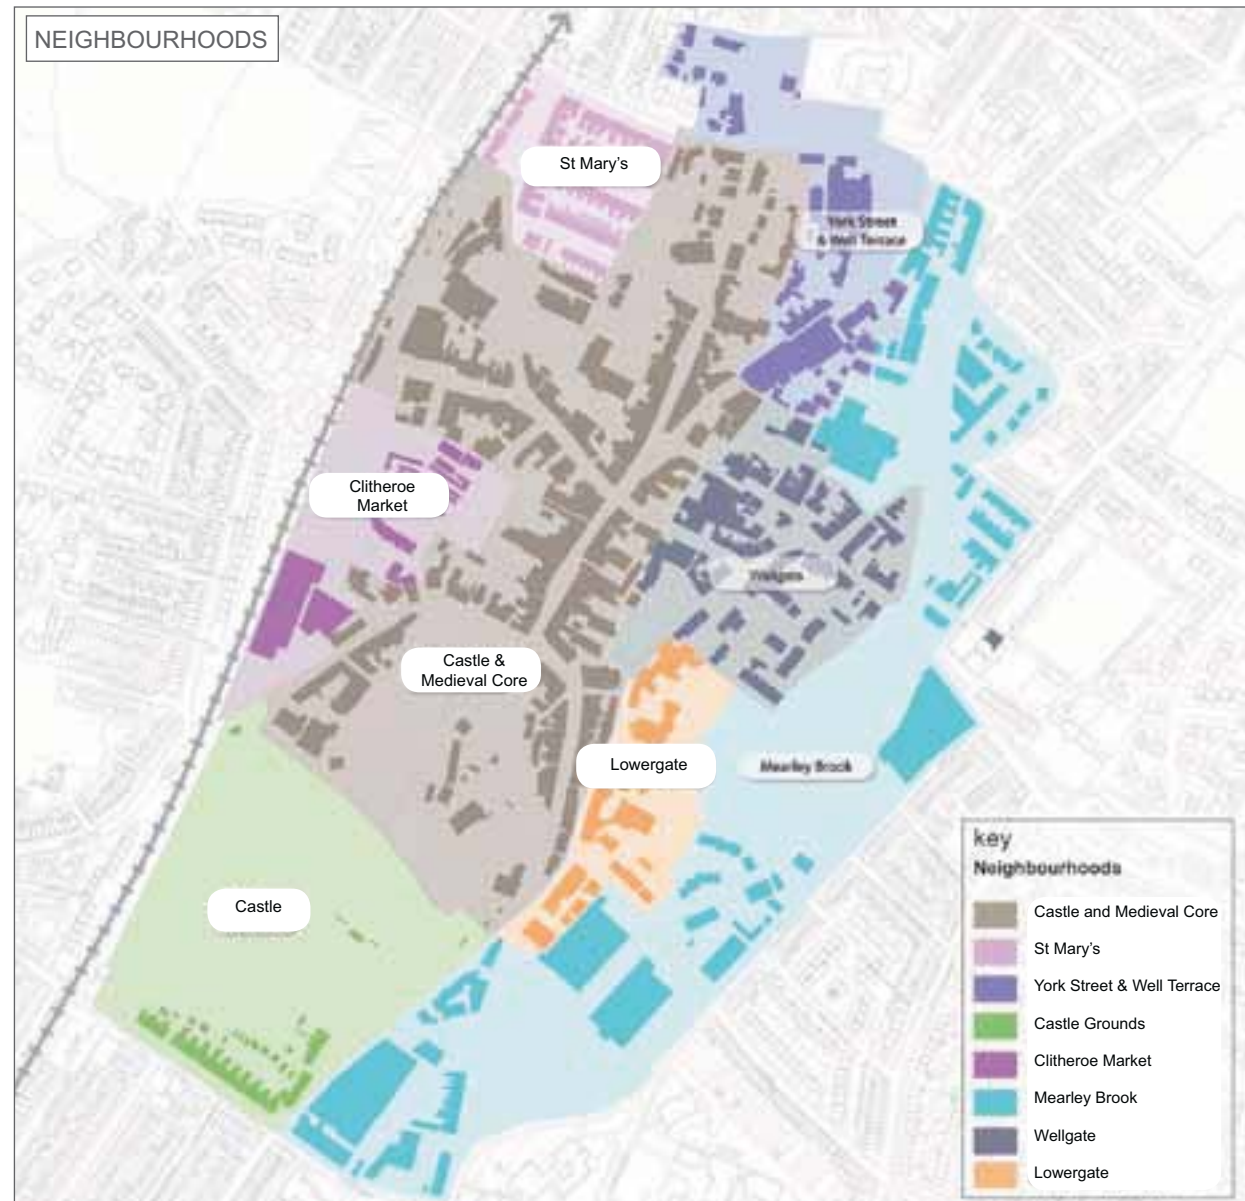 NEIGHBOURHOODS
St Mary's
York Street
& Well Terrace
Clitheroe
Market
Wellgate
Castle &
Medieval Core
Lowergate
Mearley Brook
Castle
key
Neighbourhoods
Castle and Medieval Core
St Mary's
York Street & Well Terrace
Castle Grounds
Clitheroe Market
Mearley Brook
Wellgate
Lowergate